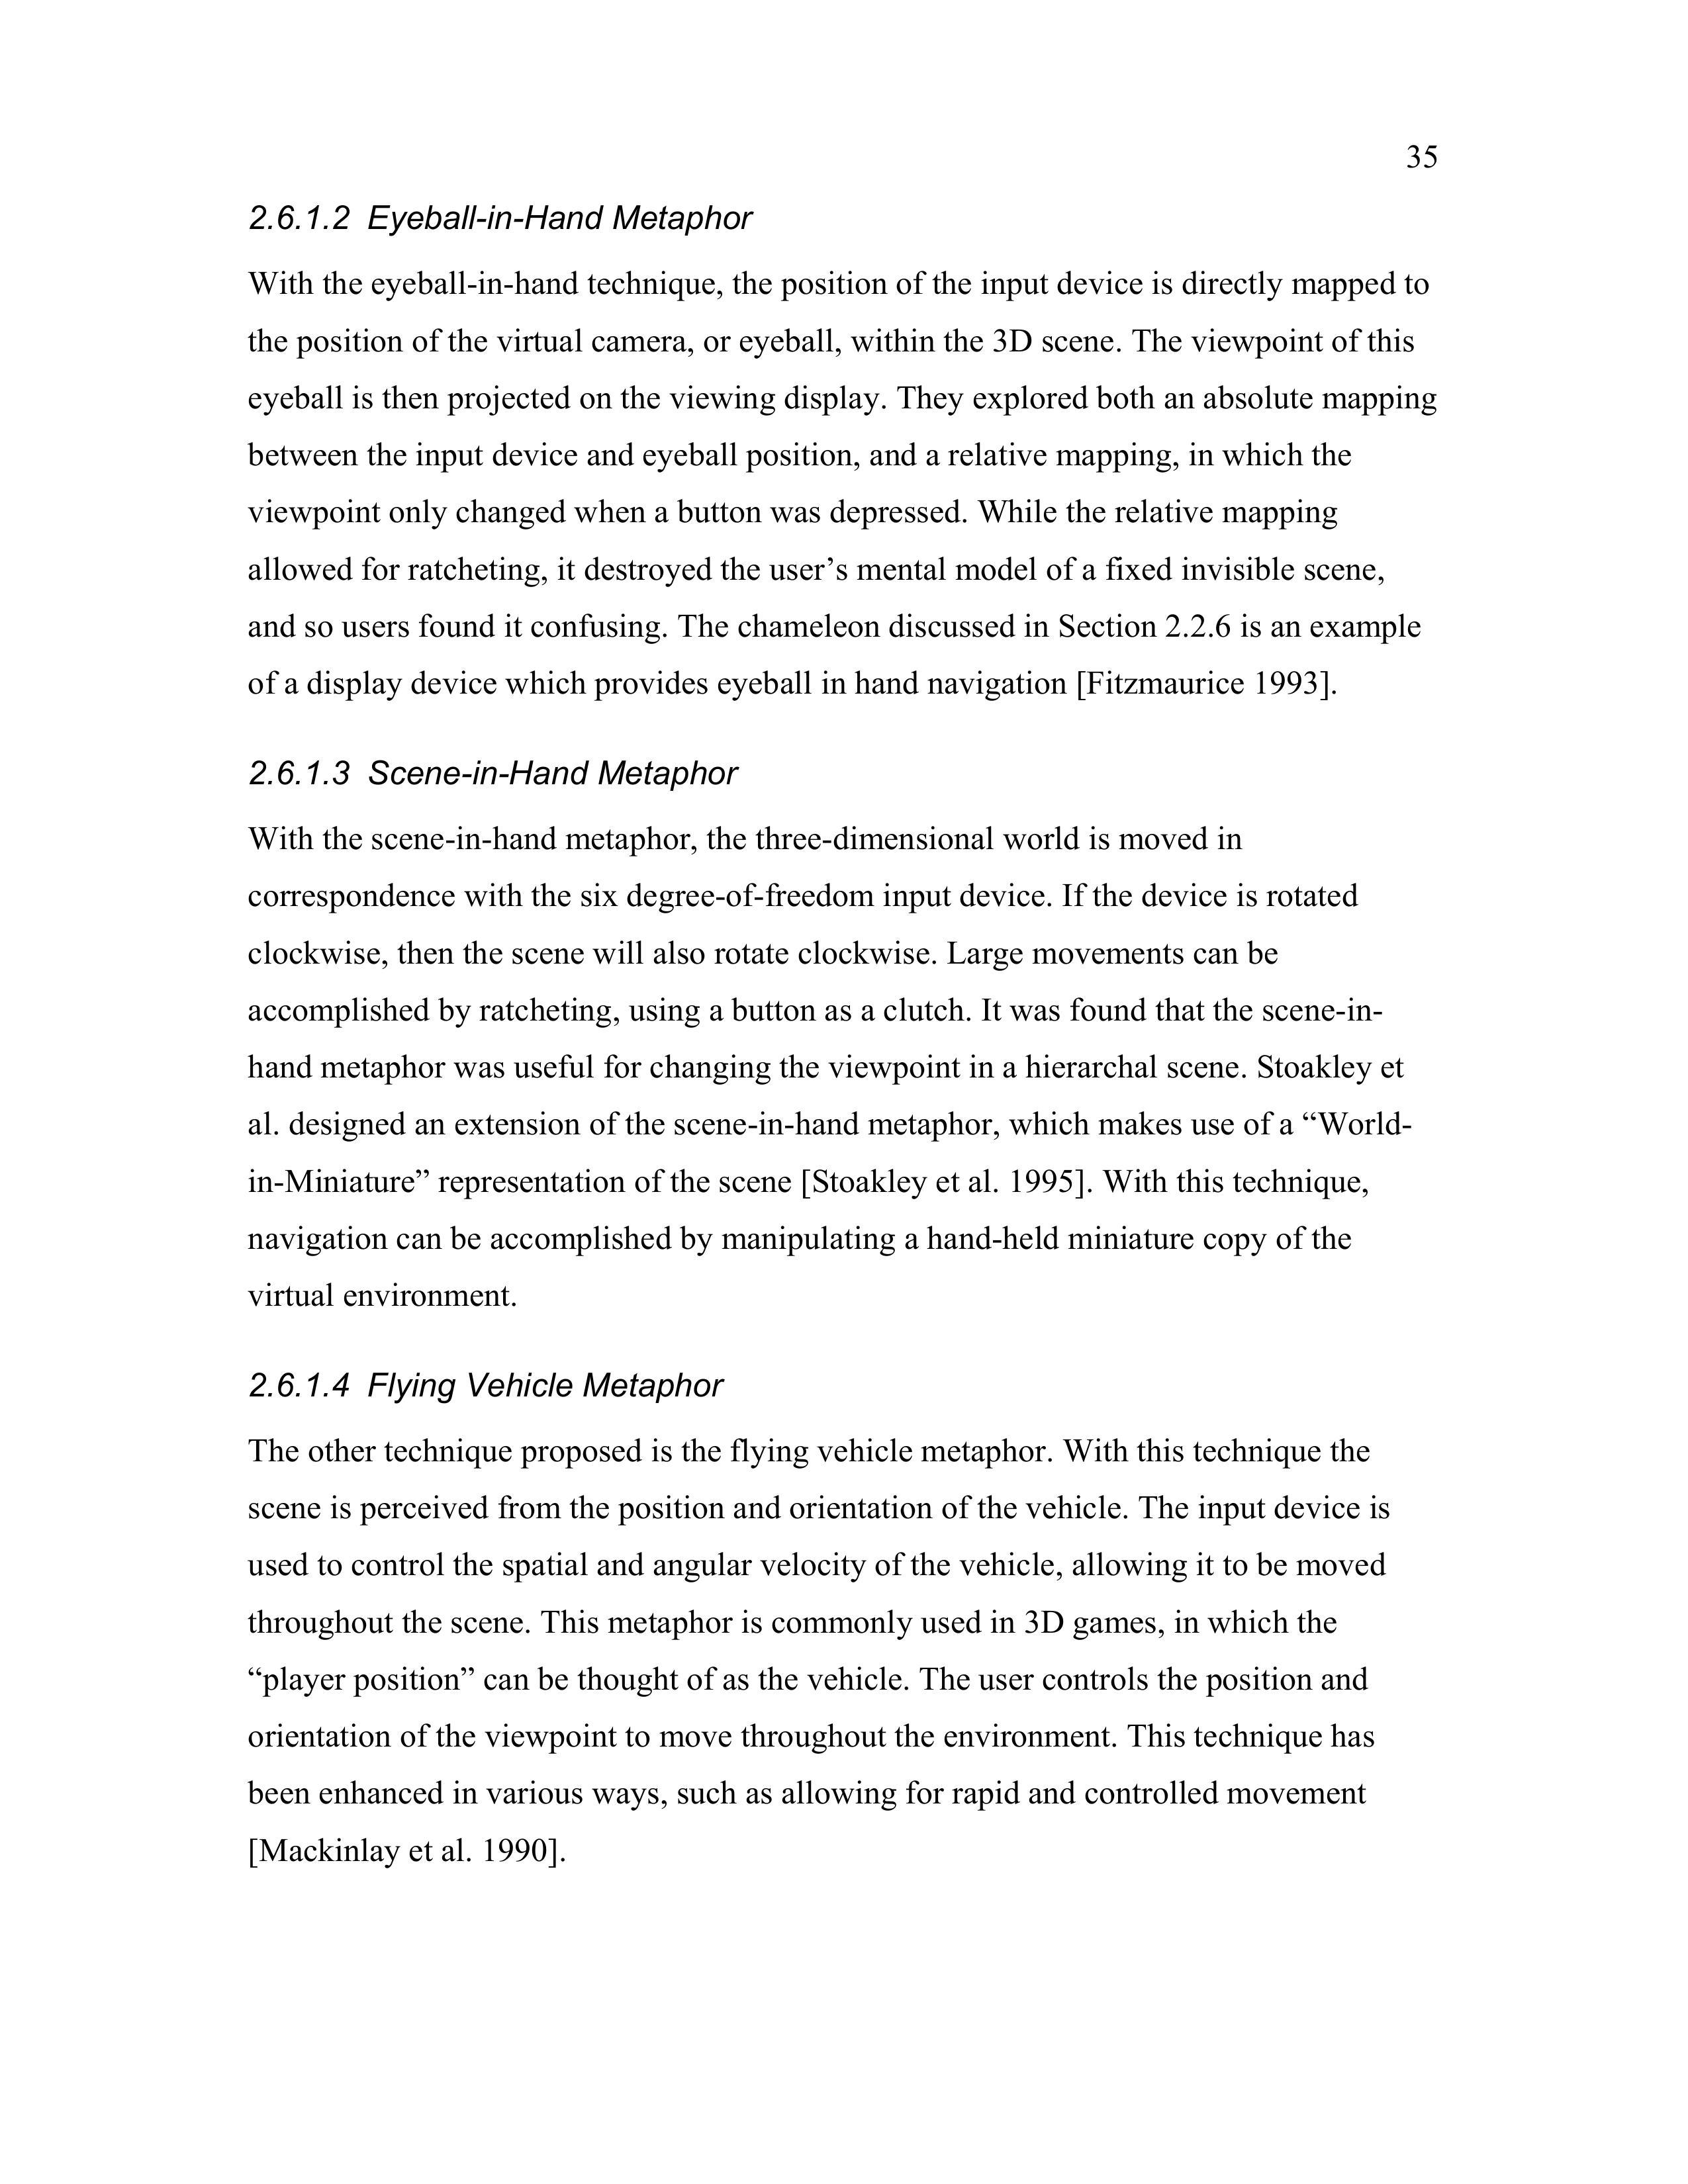 35
2.6.1.2 Eyeball-in-Hand Metaphor
With the eyeball-in-hand technique, the position of the input device is directly mapped to
the position of the virtual camera, or eyeball, within the 3D scene. The viewpoint of this
eyeball is then projected on the viewing display. They explored both an absolute mapping
between the input device and eyeball position, and a relative mapping, in which the
viewpoint only changed when a button was depressed. While the relative mapping
allowed for ratcheting, it destroyed the user’s mental model of a fixed invisible scene,
and so users found it confusing. The chameleon discussed in Section 2.2.6 is an example
of a display device which provides eyeball in hand navigation [Fitzmaurice 1993].
2.6.1.3 Scene-in-Hand Metaphor
With the scene-in-hand metaphor, the three-dimensional world is moved in
correspondence with the six degree-of-freedom input device. If the device is rotated
clockwise, then the scene will also rotate clockwise. Large movements can be
accomplished by ratcheting, using a button as a clutch. It was found that the scene-in-
hand metaphor was useful for changing the viewpoint in a hierarchal scene. Stoakley et
al. designed an extension of the scene-in-hand metaphor, which makes use of a “World-
in-Miniature” representation of the scene [Stoakley et al. 1995]. With this technique,
navigation can be accomplished by manipulating a hand-held miniature copy of the
virtual environment.
2.6.1.4 Flying Vehicle Metaphor
The other technique proposed is the flying vehicle metaphor. With this technique the
scene is perceived from the position and orientation of the vehicle. The input device is
used to control the spatial and angular velocity of the vehicle, allowing it to be moved
throughout the scene. This metaphor is commonly used in 3D games, in which the
“player position” can be thought of as the vehicle. The user controls the position and
orientation of the viewpoint to move throughout the environment. This technique has
been enhanced in various ways, such as allowing for rapid and controlled movement
[Mackinlay et al. 1990].